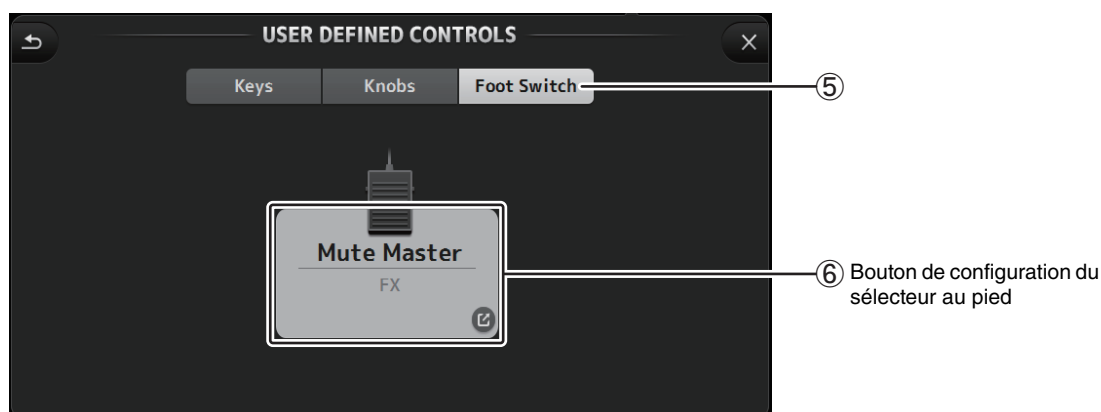 USER DEFINED CONTROLS
Keys Knobs Foot Switch
⑤
Mute Master
FX
⑥ Bouton de configuration du
sélecteur au pied